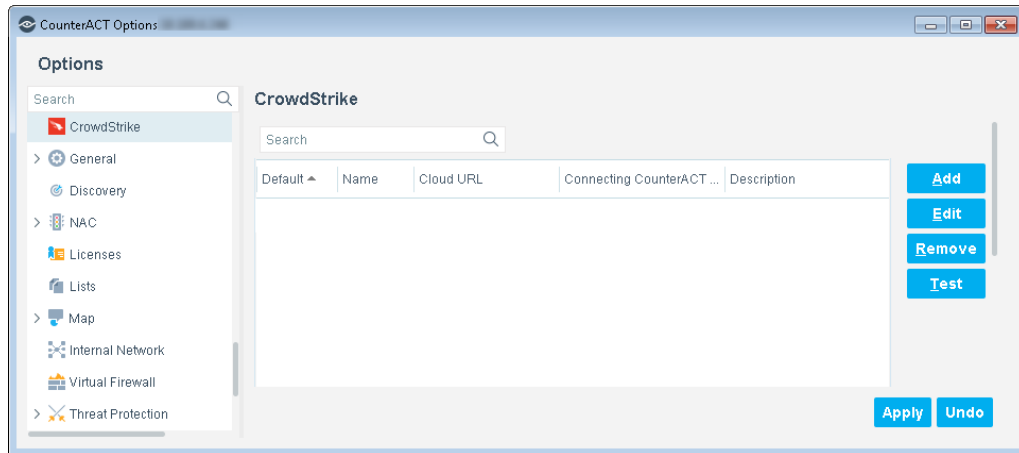 CounterACT Options
Options
Search
CrowdStrike
General
Discovery
NAC
Licenses
Lists
Map
Internal Network
Virtual Firewall
Threat Protection
CrowdStrike
Search
Default Name Cloud URL Connecting CounterACT ... Description
Add
Edit
Remove
Test
Apply Undo